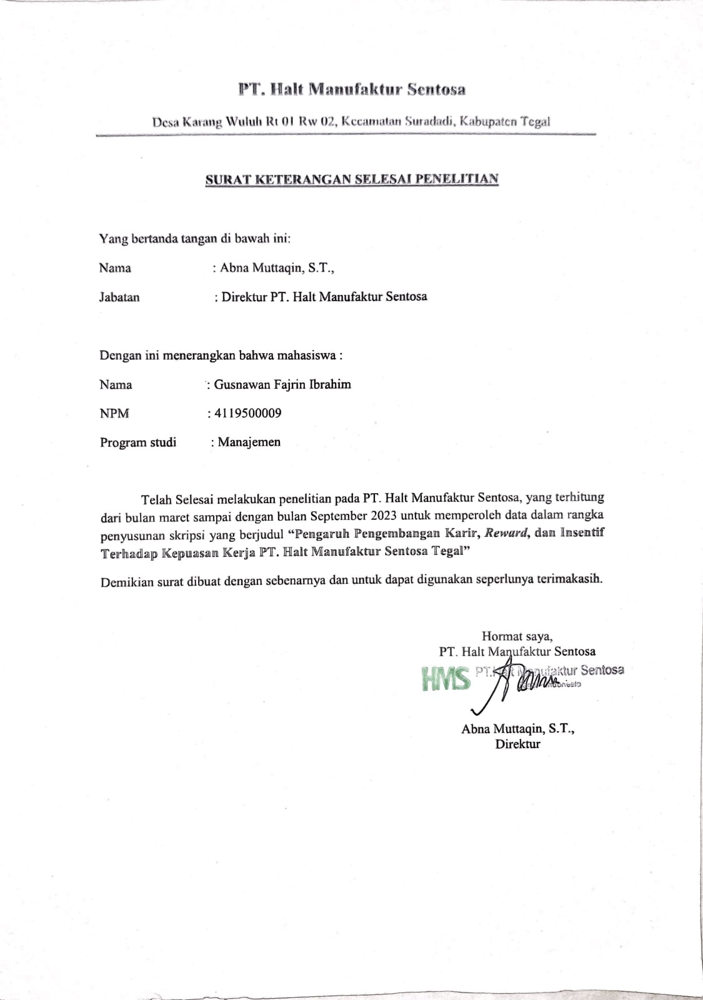 PT. Halt Manufaktur Sentosa
Desa Karang Wuluh Rt 01 Rw 02, Kecamatan Suradadi, Kabupaten Tegal
SURAT KETERANGAN SELESAI PENELITIAN
Yang bertanda tangan di bawah ini:
Nama : Abna Muttaqin, S.T.,
Jabatan : Direktur PT. Halt Manufaktur Sentosa
Dengan ini menerangkan bahwa mahasiswa :
Nama : Gusnawan Fajrin Ibrahim
NPM : 4119500009
Program studi : Manajemen
Telah Selesai melakukan penelitian pada PT. Halt Manufaktur Sentosa, yang terhitung
dari bulan maret sampai dengan bulan September 2023 untuk memperoleh data dalam rangka
penyusunan skripsi yang berjudul “Pengaruh Pengembangan Karir, Reward, dan Insentif
Terhadap Kepuasan Kerja PT. Halt Manufaktur Sentosa Tegal”
Demikian surat dibuat dengan sebenarnya dan untuk dapat digunakan seperlunya terimakasih.
Hormat saya,
PT. Halt Manufaktur Sentosa
HMS PT.Halt Manufaktur Sentosa
Abna Muttaqin, S.T.,
Direktur